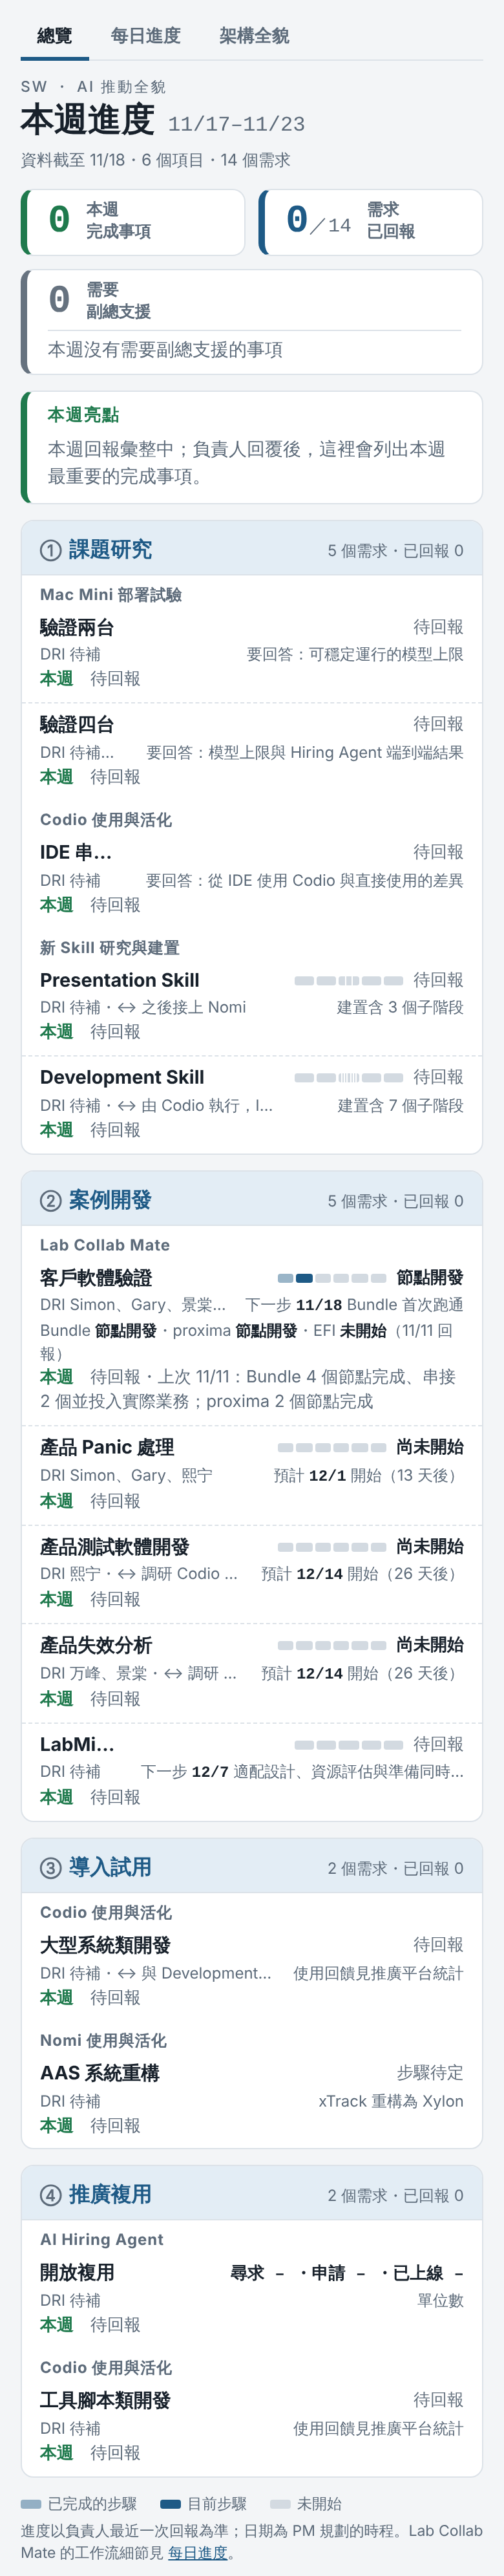 總覽 每日進度 架構全貌
SW · AI 推動全貌
本週進度 11/17–11/23
資料截至 11/18・6 個項目・14 個需求
0 本週
完成事項
0／14 需求
已回報
0 需要
副總支援
本週沒有需要副總支援的事項
本週亮點
本週回報彙整中；負責人回覆後，這裡會列出本週
最重要的完成事項。
① 課題研究 5 個需求・已回報 0
Mac Mini 部署試驗
驗證兩台 待回報
DRI 待補 要回答：可穩定運行的模型上限
本週 待回報
驗證四台 待回報
DRI 待補… 要回答：模型上限與 Hiring Agent 端到端結果
本週 待回報
Codio 使用與活化
IDE 串… 待回報
DRI 待補 要回答：從 IDE 使用 Codio 與直接使用的差異
本週 待回報
新 Skill 研究與建置
Presentation Skill 待回報
DRI 待補・↔ 之後接上 Nomi 建置含 3 個子階段
本週 待回報
Development Skill 待回報
DRI 待補・↔ 由 Codio 執行，I… 建置含 7 個子階段
本週 待回報
② 案例開發 5 個需求・已回報 0
Lab Collab Mate
客戶軟體驗證 節點開發
DRI Simon、Gary、景棠… 下一步 11/18 Bundle 首次跑通
Bundle 節點開發・proxima 節點開發・EFI 未開始（11/11 回
報）
本週 待回報・上次 11/11：Bundle 4 個節點完成、串接
2 個並投入實際業務；proxima 2 個節點完成
產品 Panic 處理 尚未開始
DRI Simon、Gary、熙宁 預計 12/1 開始（13 天後）
本週 待回報
產品測試軟體開發 尚未開始
DRI 熙宁・↔ 調研 Codio … 預計 12/14 開始（26 天後）
本週 待回報
產品失效分析 尚未開始
DRI 万峰、景棠・↔ 調研 … 預計 12/14 開始（26 天後）
本週 待回報
LabMi… 待回報
DRI 待補 下一步 12/7 適配設計、資源評估與準備同時…
本週 待回報
③ 導入試用 2 個需求・已回報 0
Codio 使用與活化
大型系統類開發 待回報
DRI 待補・↔ 與 Development… 使用回饋見推廣平台統計
本週 待回報
Nomi 使用與活化
AAS 系統重構 步驟待定
DRI 待補 xTrack 重構為 Xylon
本週 待回報
④ 推廣複用 2 個需求・已回報 0
AI Hiring Agent
開放複用 尋求 – ・申請 – ・已上線 –
DRI 待補 單位數
本週 待回報
Codio 使用與活化
工具腳本類開發 待回報
DRI 待補 使用回饋見推廣平台統計
本週 待回報
已完成的步驟 目前步驟 未開始
進度以負責人最近一次回報為準；日期為 PM 規劃的時程。Lab Collab
Mate 的工作流細節見 每日進度。